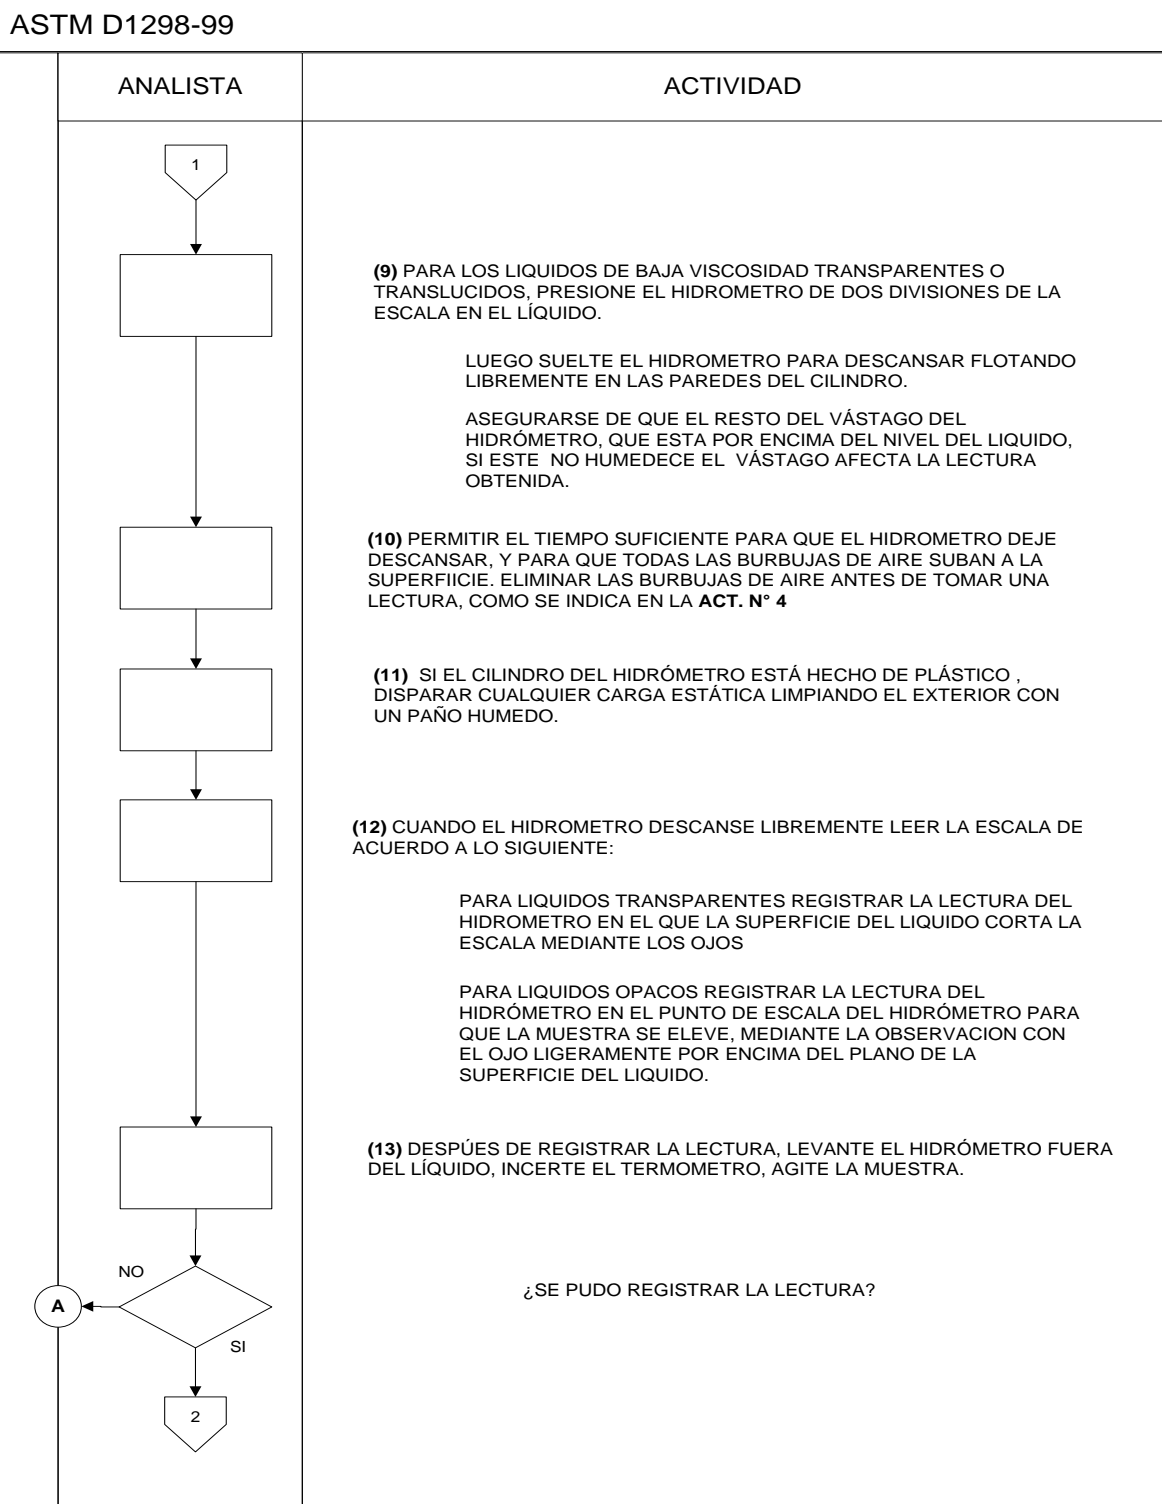 ASTM D1298-99
ANALISTA
ACTIVIDAD
1
(9) PARA LOS LIQUIDOS DE BAJA VISCOSIDAD TRANSPARENTES O
TRANSLUCIDOS, PRESIONE EL HIDROMETRO DE DOS DIVISIONES DE LA
ESCALA EN EL LÍQUIDO.
LUEGO SUELTE EL HIDROMETRO PARA DESCANSAR FLOTANDO
LIBREMENTE EN LAS PAREDES DEL CILINDRO.
ASEGURARSE DE QUE EL RESTO DEL VÁSTAGO DEL
HIDRÓMETRO, QUE ESTA POR ENCIMA DEL NIVEL DEL LIQUIDO,
SI ESTE NO HUMEDECE EL VÁSTAGO AFECTA LA LECTURA
OBTENIDA.
(10) PERMITIR EL TIEMPO SUFICIENTE PARA QUE EL HIDROMETRO DEJE
DESCANSAR, Y PARA QUE TODAS LAS BURBUJAS DE AIRE SUBAN A LA
SUPERFIICIE. ELIMINAR LAS BURBUJAS DE AIRE ANTES DE TOMAR UNA
LECTURA, COMO SE INDICA EN LA ACT. N° 4
(11) SI EL CILINDRO DEL HIDRÓMETRO ESTÁ HECHO DE PLÁSTICO ,
DISPARAR CUALQUIER CARGA ESTÁTICA LIMPIANDO EL EXTERIOR CON
UN PAÑO HUMEDO.
(12) CUANDO EL HIDROMETRO DESCANSE LIBREMENTE LEER LA ESCALA DE
ACUERDO A LO SIGUIENTE:
PARA LIQUIDOS TRANSPARENTES REGISTRAR LA LECTURA DEL
HIDROMETRO EN EL QUE LA SUPERFICIE DEL LIQUIDO CORTA LA
ESCALA MEDIANTE LOS OJOS
PARA LIQUIDOS OPACOS REGISTRAR LA LECTURA DEL
HIDRÓMETRO EN EL PUNTO DE ESCALA DEL HIDRÓMETRO PARA
QUE LA MUESTRA SE ELEVE, MEDIANTE LA OBSERVACION CON
EL OJO LIGERAMENTE POR ENCIMA DEL PLANO DE LA
SUPERFICIE DEL LIQUIDO.
(13) DESPÚES DE REGISTRAR LA LECTURA, LEVANTE EL HIDRÓMETRO FUERA
DEL LÍQUIDO, INCERTE EL TERMOMETRO, AGITE LA MUESTRA.
NO
A
¿SE PUDO REGISTRAR LA LECTURA?
SI
2